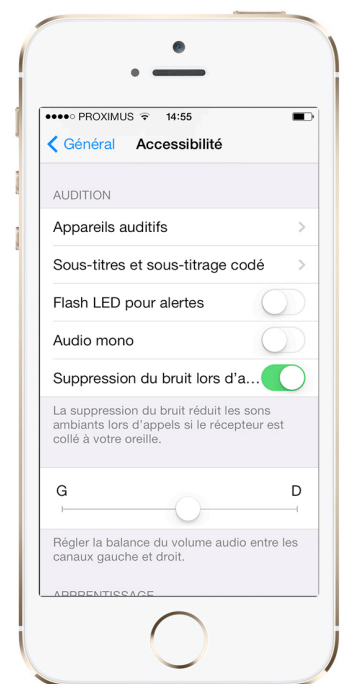 PROXIMUS 14:55
Général Accessibilité
AUDITION
Appareils auditifs
Sous-titres et sous-titrage codé
Flash LED pour alertes
Audio mono
Suppression du bruit lors d'a...
La suppression du bruit réduit les sons
ambiants lors d'appels si le récepteur est
collé à votre oreille.
G D
Régler la balance du volume audio entre les
canaux gauche et droit.
APPRENTISSAGE